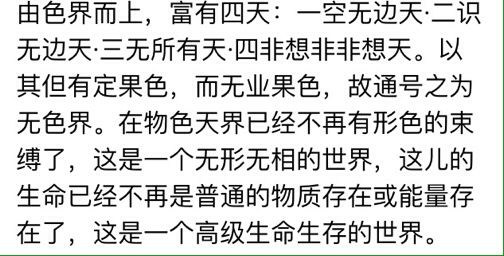 由色界而上，富有四天：一空无边天·二识
无边天·三无所有天·四非想非非想天。以
其但有定果色，而无业果色，故通号之为
无色界。在物色天界已经不再有形色的束
缚了，这是一个无形无相的世界，这儿的
生命已经不再是普通的物质存在或能量存
在了，这是一个高级生命生存的世界。